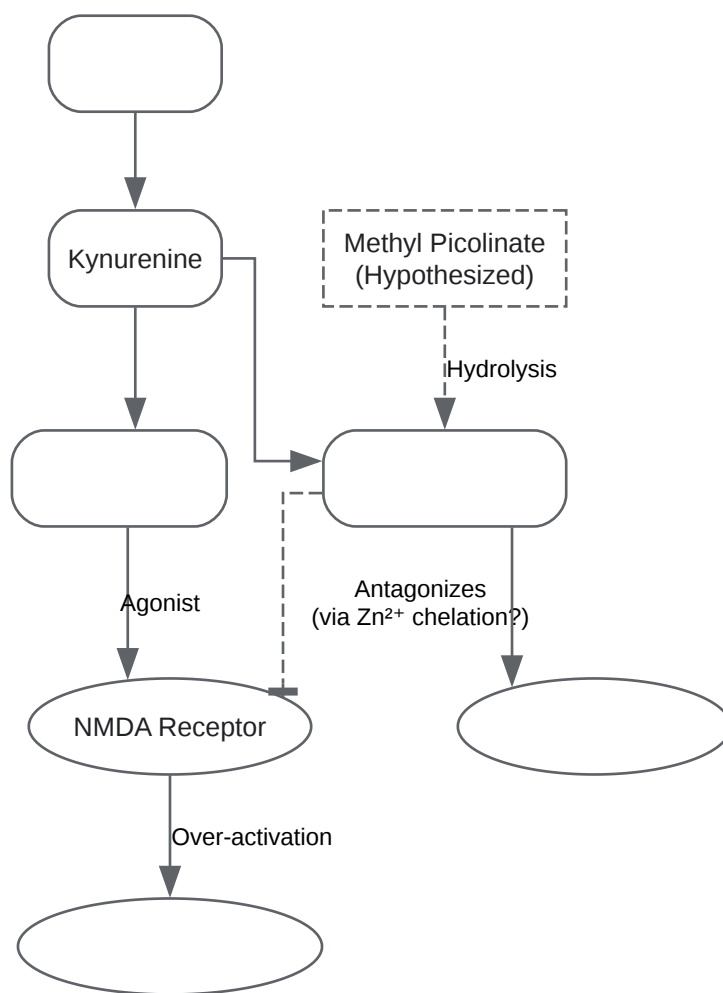 Kynurenine
Methyl Picolinate
(Hypothesized)
Hydrolysis
Agonist
Antagonizes
(via Zn²⁺ chelation?)
NMDA Receptor
Over-activation